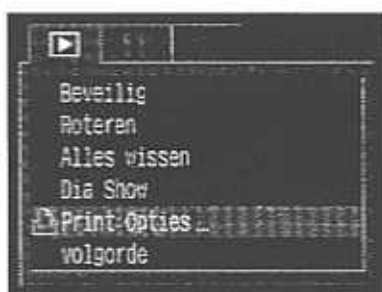 Beveilig
Roteren
Alles wissen
Dia Show
Print Opties ...
volgorde